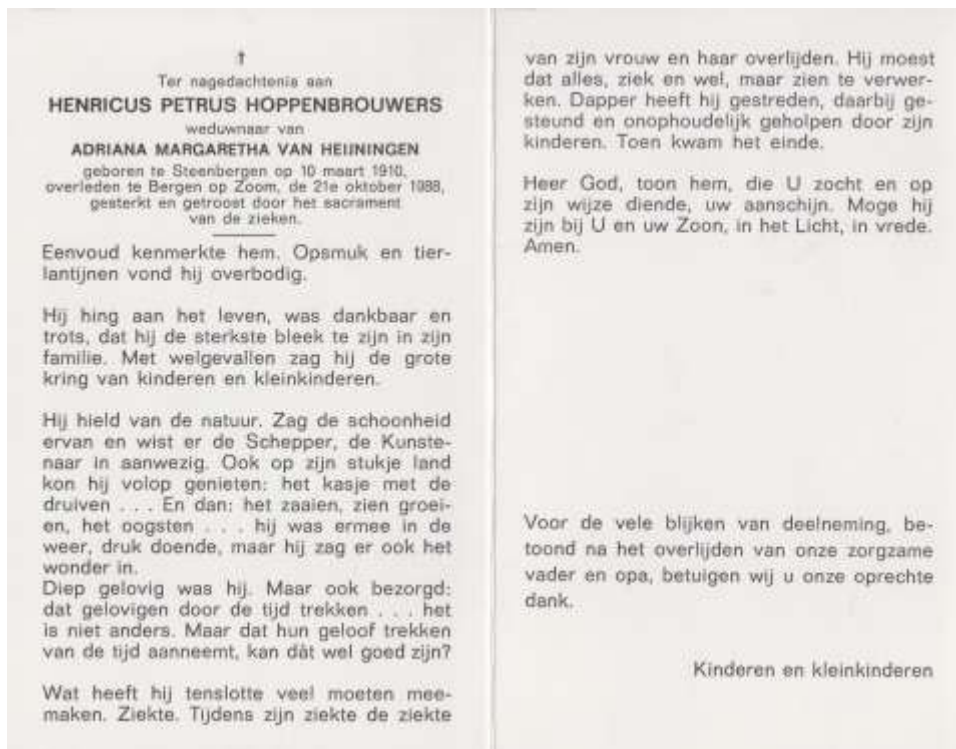 †
Ter nagedachtenis aan
HENRICUS PETRUS HOPPENBROUWERS
weduwnaar van
ADRIANA MARGARETHA VAN HEIJNINGEN
geboren te Steenbergen op 10 maart 1910,
overleden te Bergen op Zoom, de 21e oktober 1988,
gesterkt en getroost door het sacrament
van de zieken.
Eenvoud kenmerkte hem. Opsmuk en tier-
lantijnen vond hij overbodig.
Hij hing aan het leven, was dankbaar en
trots, dat hij de sterkste bleek te zijn in zijn
familie. Met welgevallen zag hij de grote
kring van kinderen en kleinkinderen.
Hij hield van de natuur. Zag de schoonheid
ervan en wist er de Schepper, de Kunste-
naar in aanwezig. Ook op zijn stukje land
kon hij volop genieten: het kasje met de
druiven . . . En dan: het zaaien, zien groei-
en, het oogsten . . . hij was ermee in de
weer, druk doende, maar hij zag er ook het
wonder in.
Diep gelovig was hij. Maar ook bezorgd:
dat gelovigen door de tijd trekken . . . het
is niet anders. Maar dat hun geloof trekken
van de tijd aanneemt, kan dàt wel goed zijn?
Wat heeft hij tenslotte veel moeten mee-
maken. Ziekte. Tijdens zijn ziekte de ziekte
van zijn vrouw en haar overlijden. Hij moest
dat alles, ziek en wel, maar zien te verwer-
ken. Dapper heeft hij gestreden, daarbij ge-
steund en onophoudelijk geholpen door zijn
kinderen. Toen kwam het einde.
Heer God, toon hem, die U zocht en op
zijn wijze diende, uw aanschijn. Moge hij
zijn bij U en uw Zoon, in het Licht, in vrede.
Amen.
Voor de vele blijken van deelneming, be-
toond na het overlijden van onze zorgzame
vader en opa, betuigen wij u onze oprechte
dank.
Kinderen en kleinkinderen